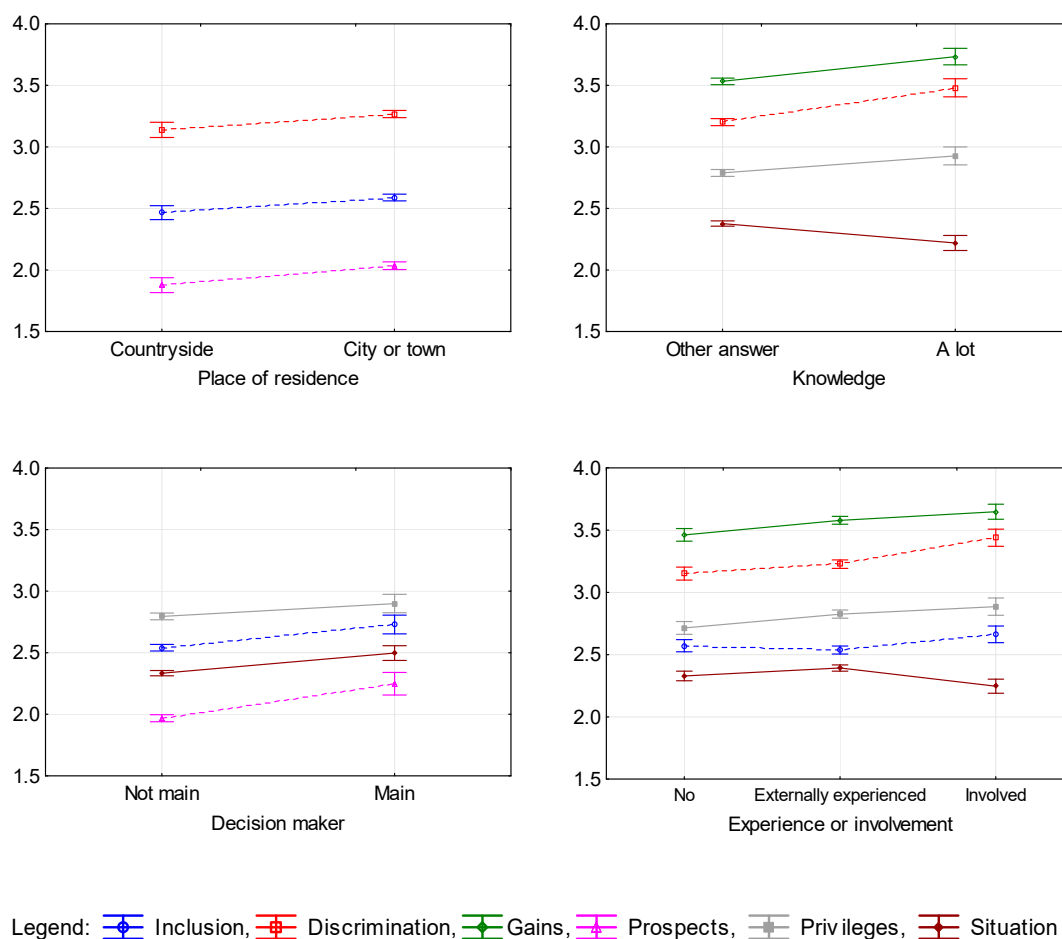 4.0
3.5
3.0
2.5
2.0
1.5
Countryside City or town
Place of residence
4.0
3.5
3.0
2.5
2.0
1.5
Other answer A lot
Knowledge
4.0
3.5
3.0
2.5
2.0
1.5
Not main Main
Decision maker
4.0
3.5
3.0
2.5
2.0
1.5
No Externally experienced Involved
Experience or involvement
Legend: Inclusion, Discrimination, Gains, Prospects, Privileges, Situation